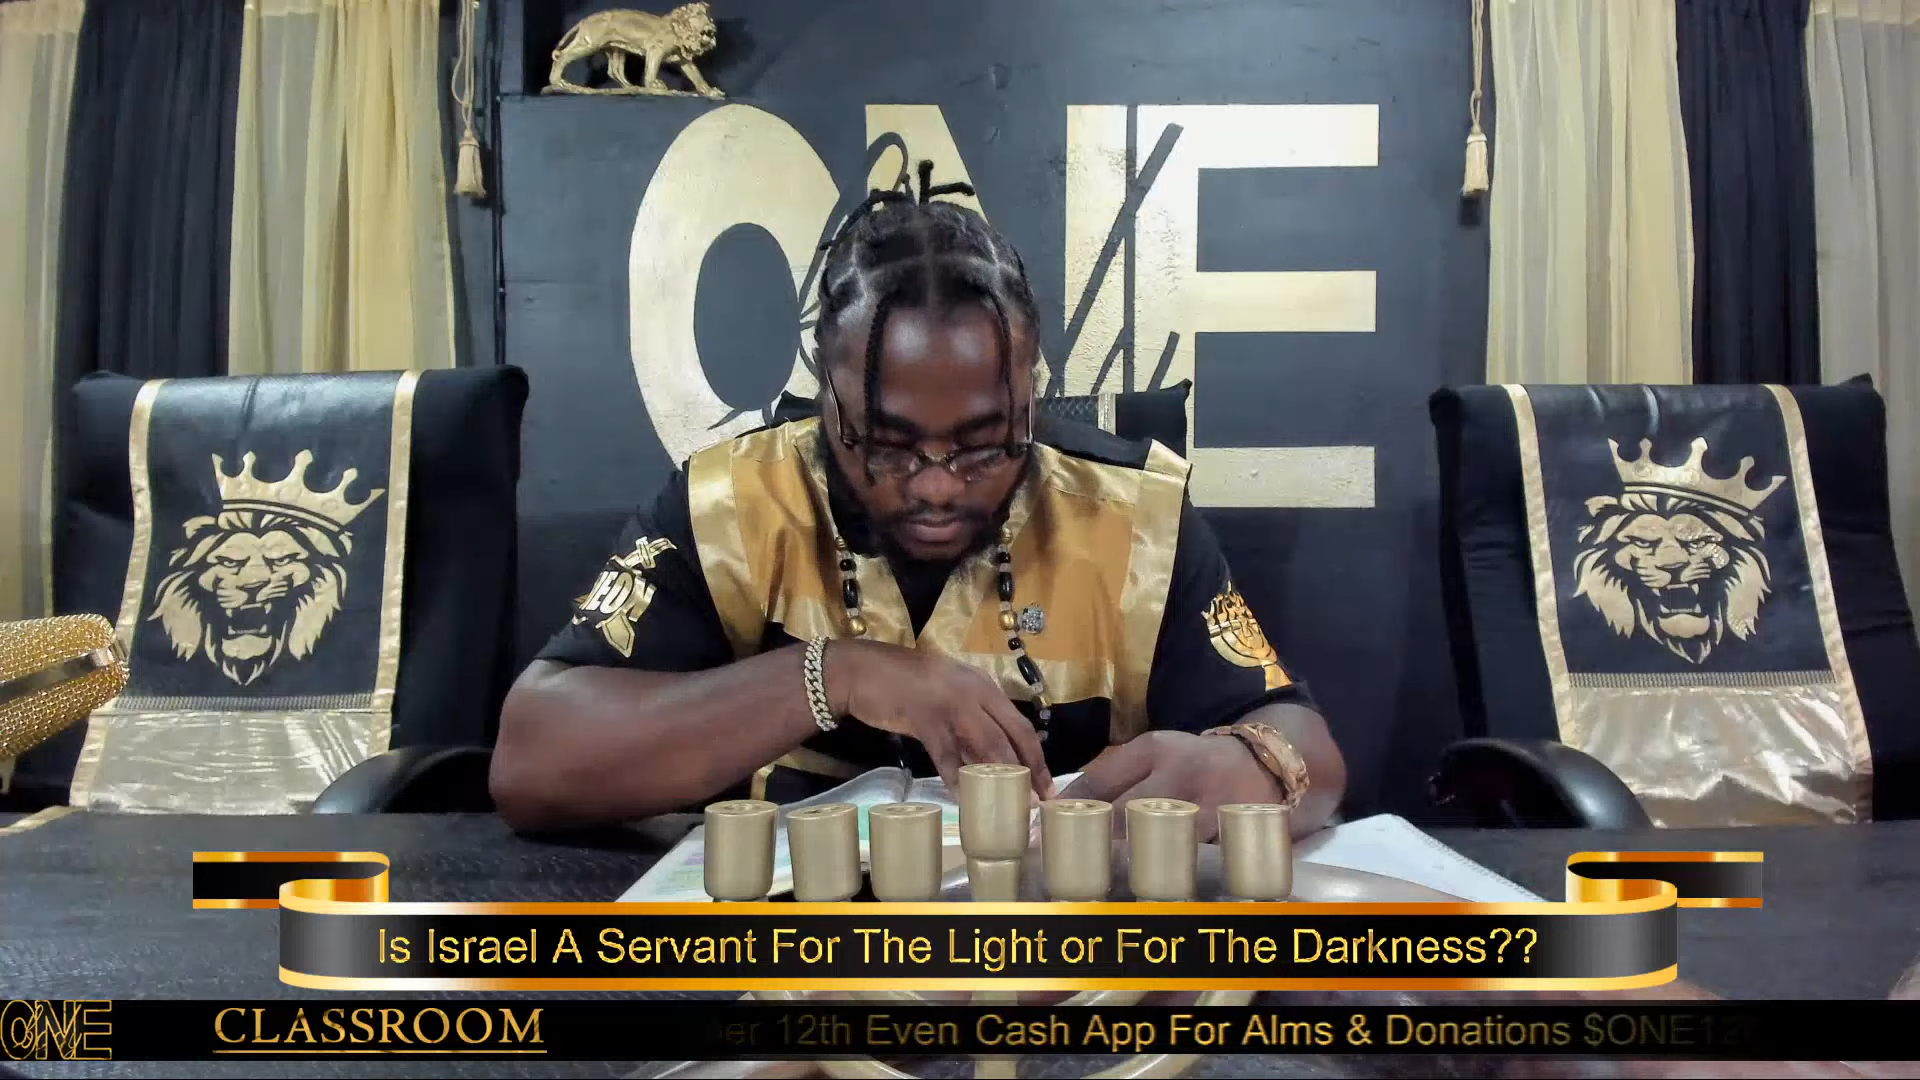 ONE
Is Israel A Servant For The Light or For The Darkness??
ONE
CLASSROOM
12th Even Cash App For Alms & Donations $ONE12